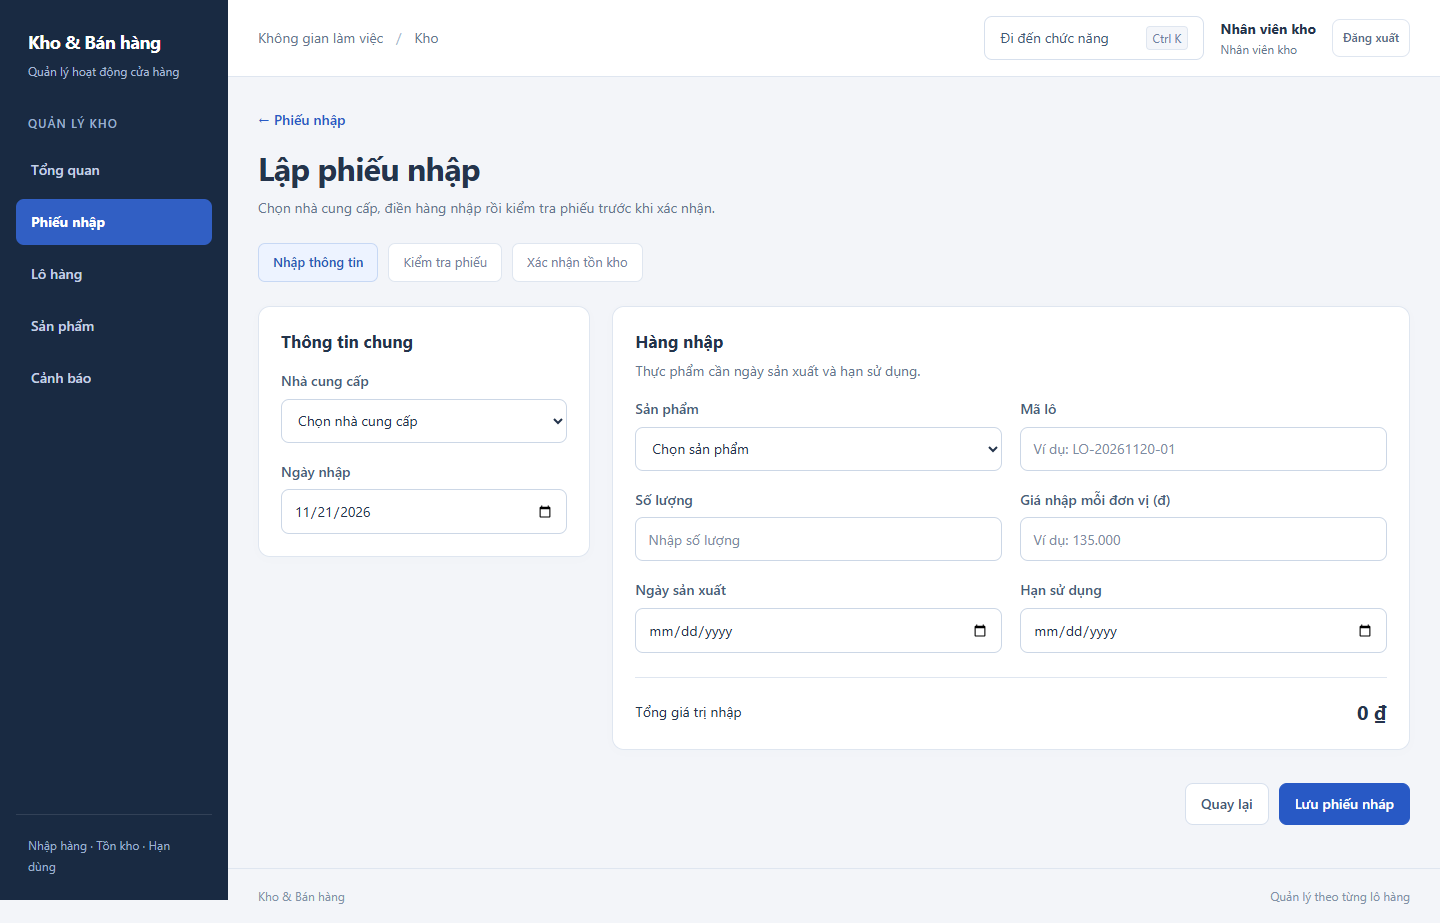 Kho & Bán hàng
Quản lý hoạt động cửa hàng
QUẢN LÝ KHO
Tổng quan
Phiếu nhập
Lô hàng
Sản phẩm
Cảnh báo
Nhập hàng · Tồn kho · Hạn
dùng
Không gian làm việc / Kho
Đi đến chức năng Ctrl K
Nhân viên kho
Nhân viên kho
Đăng xuất
← Phiếu nhập
Lập phiếu nhập
Chọn nhà cung cấp, điền hàng nhập rồi kiểm tra phiếu trước khi xác nhận.
Nhập thông tin
Kiểm tra phiếu
Xác nhận tồn kho
Thông tin chung
Nhà cung cấp
Chọn nhà cung cấp
Ngày nhập
11/21/2026
Hàng nhập
Thực phẩm cần ngày sản xuất và hạn sử dụng.
Sản phẩm
Chọn sản phẩm
Mã lô
Ví dụ: LO-20261120-01
Số lượng
Nhập số lượng
Giá nhập mỗi đơn vị (đ)
Ví dụ: 135.000
Ngày sản xuất
mm/dd/yyyy
Hạn sử dụng
mm/dd/yyyy
Tổng giá trị nhập 0 ₫
Quay lại
Lưu phiếu nháp
Kho & Bán hàng
Quản lý theo từng lô hàng